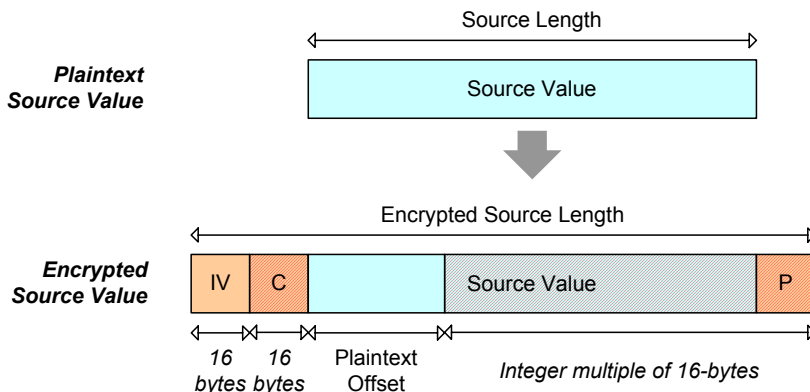 Source Length
Plaintext
Source Value
Source Value
Encrypted Source Length
Encrypted
Source Value
IV
C
Source Value
P
16
bytes
16
bytes
Plaintext
Offset
Integer multiple of 16-bytes